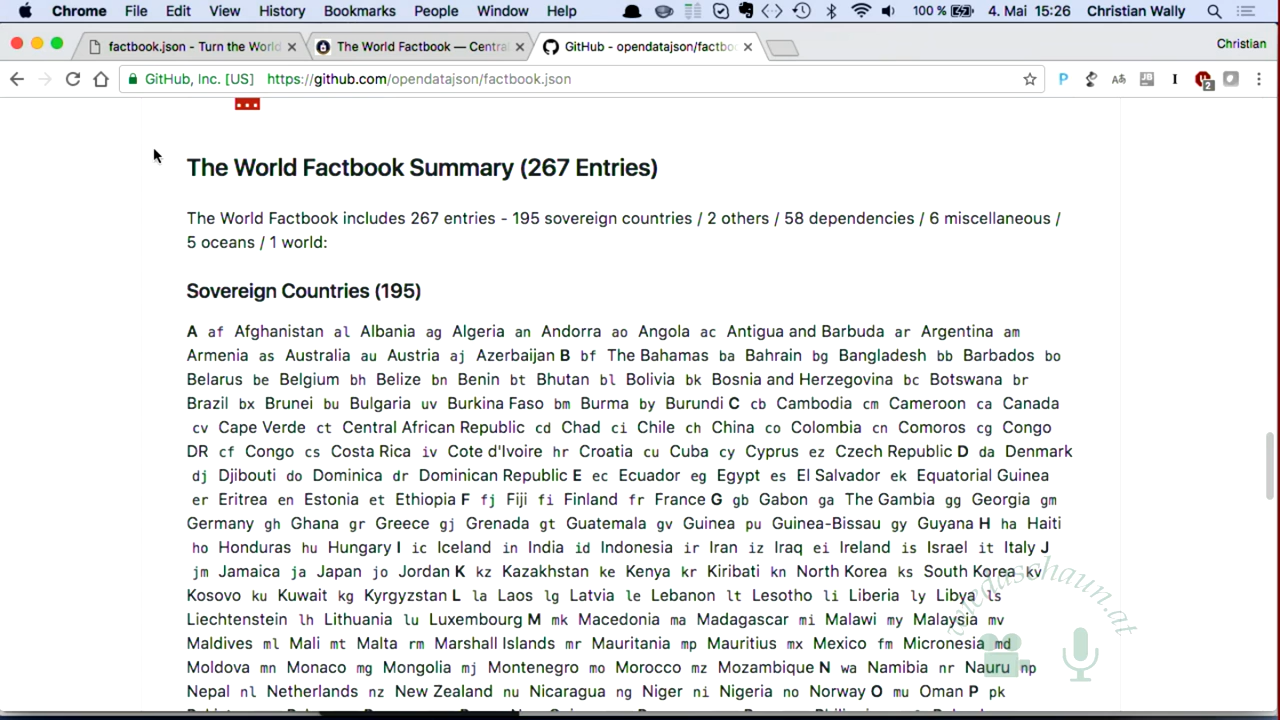 Chrome File Edit View History Bookmarks People Window Help 100 % 4. Mai 15:26 Christian Wally
factbook.json - Turn the World The World Factbook — Central GitHub - opendatajson/factbo Christian
GitHub, Inc. [US] https://github.com/opendatajson/factbook.json
The World Factbook Summary (267 Entries)
The World Factbook includes 267 entries - 195 sovereign countries / 2 others / 58 dependencies / 6 miscellaneous /
5 oceans / 1 world:
Sovereign Countries (195)
A af Afghanistan al Albania ag Algeria an Andorra ao Angola ac Antigua and Barbuda ar Argentina am
Armenia as Australia au Austria aj Azerbaijan B bf The Bahamas ba Bahrain bg Bangladesh bb Barbados bo
Belarus be Belgium bh Belize bn Benin bt Bhutan bl Bolivia bk Bosnia and Herzegovina bc Botswana br
Brazil bx Brunei bu Bulgaria uv Burkina Faso bm Burma by Burundi C cb Cambodia cm Cameroon ca Canada
cv Cape Verde ct Central African Republic cd Chad ci Chile ch China co Colombia cn Comoros cg Congo
DR cf Congo cs Costa Rica iv Cote d'Ivoire hr Croatia cu Cuba cy Cyprus ez Czech Republic D da Denmark
dj Djibouti do Dominica dr Dominican Republic E ec Ecuador eg Egypt es El Salvador ek Equatorial Guinea
er Eritrea en Estonia et Ethiopia F fj Fiji fi Finland fr France G gb Gabon ga The Gambia gg Georgia gm
Germany gh Ghana gr Greece gj Grenada gt Guatemala gv Guinea pu Guinea-Bissau gy Guyana H ha Haiti
ho Honduras hu Hungary I ic Iceland in India id Indonesia ir Iran iz Iraq ei Ireland is Israel it Italy J
jm Jamaica ja Japan jo Jordan K kz Kazakhstan ke Kenya kr Kiribati kn North Korea ks South Korea kv
Kosovo ku Kuwait kg Kyrgyzstan L la Laos lg Latvia le Lebanon lt Lesotho li Liberia ly Libya ls
Liechtenstein lh Lithuania lu Luxembourg M mk Macedonia ma Madagascar mi Malawi my Malaysia mv
Maldives ml Mali mt Malta rm Marshall Islands mr Mauritania mp Mauritius mx Mexico fm Micronesia md
Moldova mn Monaco mg Mongolia mj Montenegro mo Morocco mz Mozambique N wa Namibia nr Nauru np
Nepal nl Netherlands nz New Zealand nu Nicaragua ng Niger ni Nigeria no Norway O mu Oman P pk